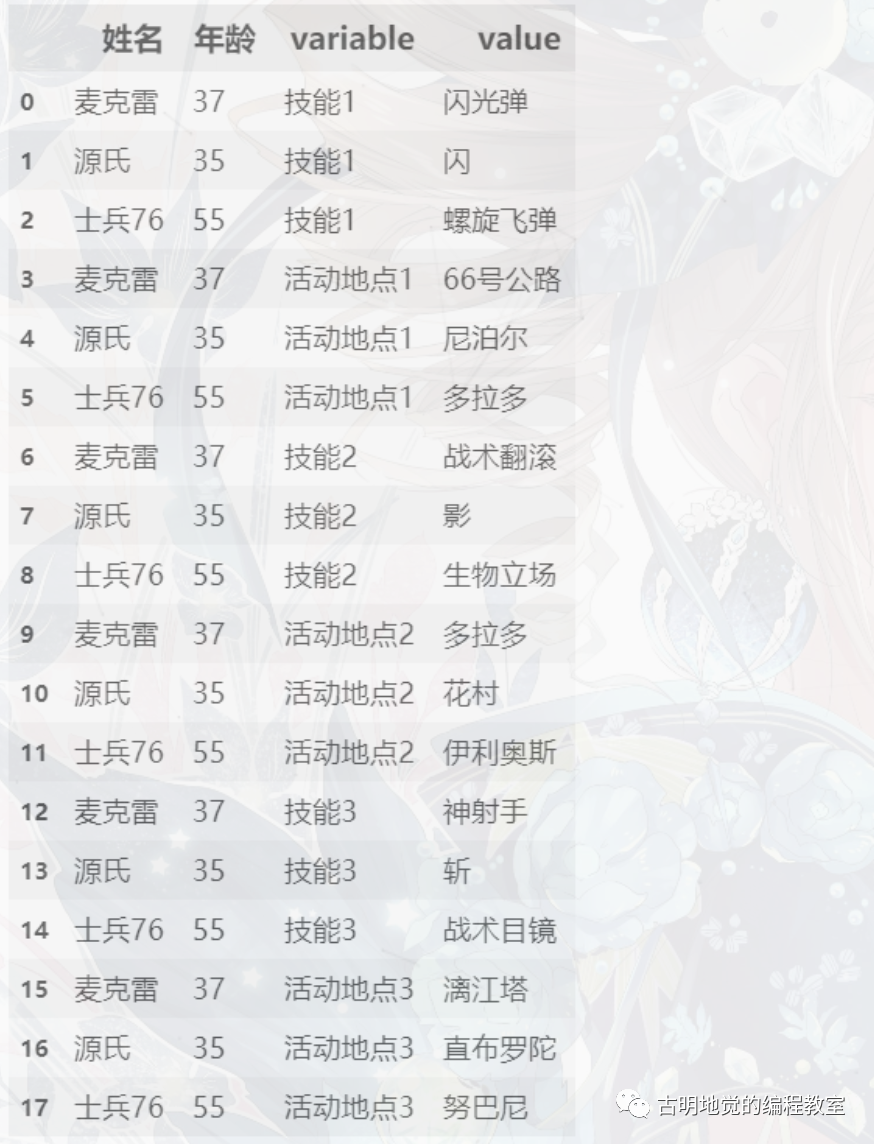 姓名 年龄 variable value
0 麦克雷 37 技能1 闪光弹
1 源氏 35 技能1 闪
2 士兵76 55 技能1 螺旋飞弹
3 麦克雷 37 活动地点1 66号公路
4 源氏 35 活动地点1 尼泊尔
5 士兵76 55 活动地点1 多拉多
6 麦克雷 37 技能2 战术翻滚
7 源氏 35 技能2 影
8 士兵76 55 技能2 生物立场
9 麦克雷 37 活动地点2 多拉多
10 源氏 35 活动地点2 花村
11 士兵76 55 活动地点2 伊利奥斯
12 麦克雷 37 技能3 神射手
13 源氏 35 技能3 斩
14 士兵76 55 技能3 战术目镜
15 麦克雷 37 活动地点3 漓江塔
16 源氏 35 活动地点3 直布罗陀
17 士兵76 55 活动地点3 努巴尼
古明地觉的编程教室